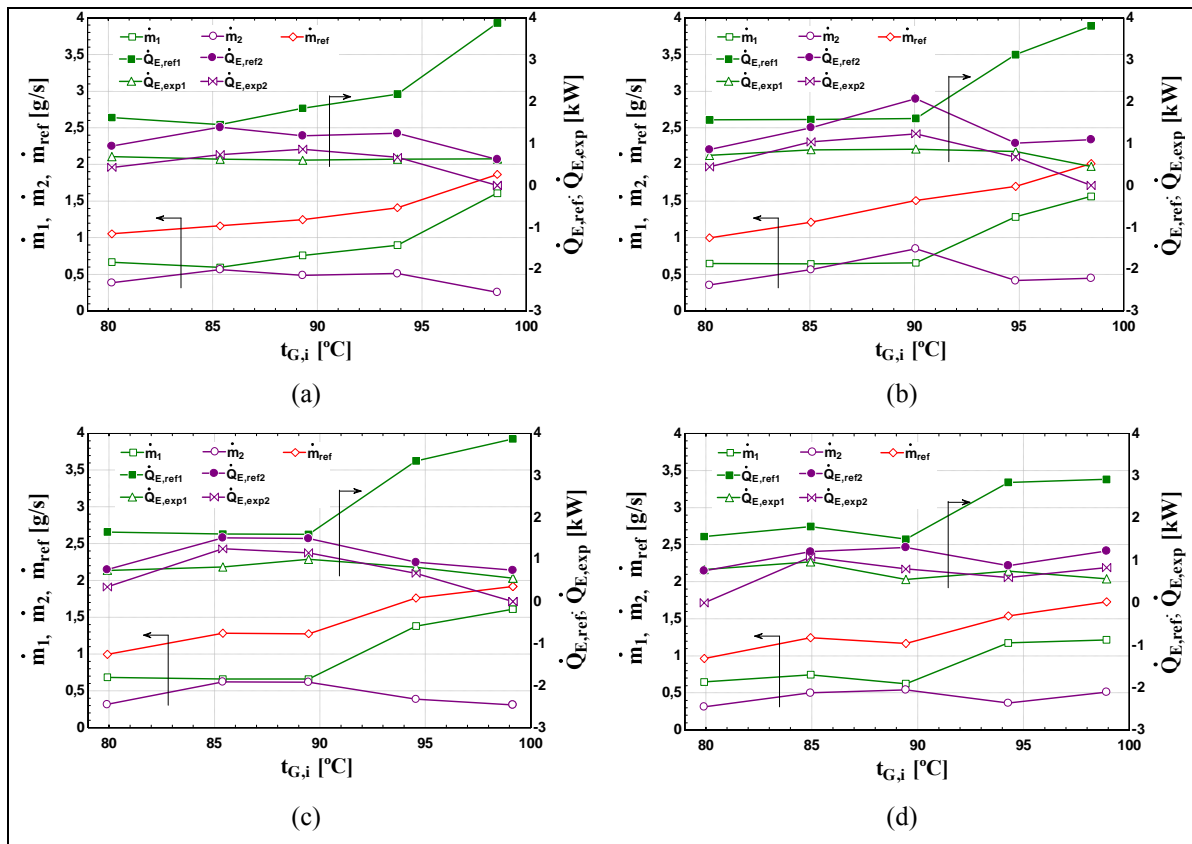 ṁ₁ ṁ₂ ṁref
Q̇E,ref1 Q̇E,ref2
Q̇E,exp1 Q̇E,exp2
4
3,5
3
2,5
2
1,5
1
0,5
0
4
3
2
1
0
-1
-2
-3
80 85 90 95 100
ṁ₁, ṁ₂, ṁref [g/s]
Q̇E,ref; Q̇E,exp [kW]
tG,i [ºC]
(a)
ṁ₁ ṁ₂ ṁref
Q̇E,ref1 Q̇E,ref2
Q̇E,exp1 Q̇E,exp2
4
3,5
3
2,5
2
1,5
1
0,5
0
4
3
2
1
0
-1
-2
-3
80 85 90 95 100
ṁ₁, ṁ₂, ṁref [g/s]
Q̇E,ref; Q̇E,exp [kW]
tG,i [ºC]
(b)
ṁ₁ ṁ₂ ṁref
Q̇E,ref1 Q̇E,ref2
Q̇E,exp1 Q̇E,exp2
4
3,5
3
2,5
2
1,5
1
0,5
0
4
3
2
1
0
-1
-2
-3
80 85 90 95 100
ṁ₁, ṁ₂, ṁref [g/s]
Q̇E,ref; Q̇E,exp [kW]
tG,i [ºC]
(c)
ṁ₁ ṁ₂ ṁref
Q̇E,ref1 Q̇E,ref2
Q̇E,exp1 Q̇E,exp2
4
3,5
3
2,5
2
1,5
1
0,5
0
4
3
2
1
0
-1
-2
-3
80 85 90 95 100
ṁ₁, ṁ₂, ṁref [g/s]
Q̇E,ref; Q̇E,exp [kW]
tG,i [ºC]
(d)